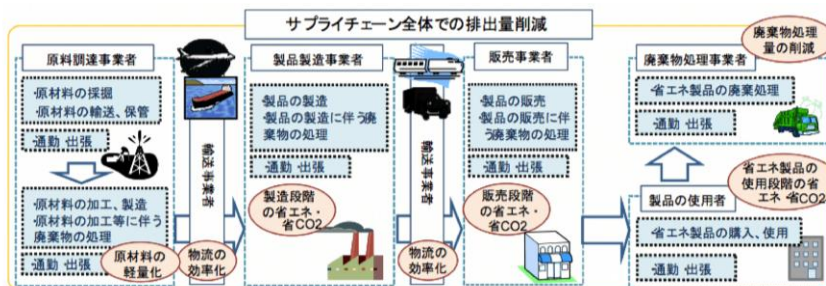 サプライチェーン全体での排出量削減
原料調達事業者
・原材料の採掘
・原材料の輸送、保管
・通勤・出張
・原材料の加工、製造
・原材料の加工等に伴う
廃棄物の処理
・通勤・出張
原材料の
軽量化
輸送事業者
物流の
効率化
製品製造事業者
・製品の製造
・製品の製造に伴う廃
棄物の処理
・通勤・出張
製造段階
の省エネ・
省CO2
輸送事業者
物流の
効率化
販売事業者
・製品の販売
・製品の販売に伴
う廃棄物の処理
・通勤・出張
販売段階
の省エネ・
省CO2
廃棄物処理
量の削減
廃棄物処理事業者
・省エネ製品の廃棄処理
・通勤・出張
省エネ製品の
使用段階の省
エネ・省CO2
製品の使用者
・省エネ製品の購入、使用
・通勤・出張